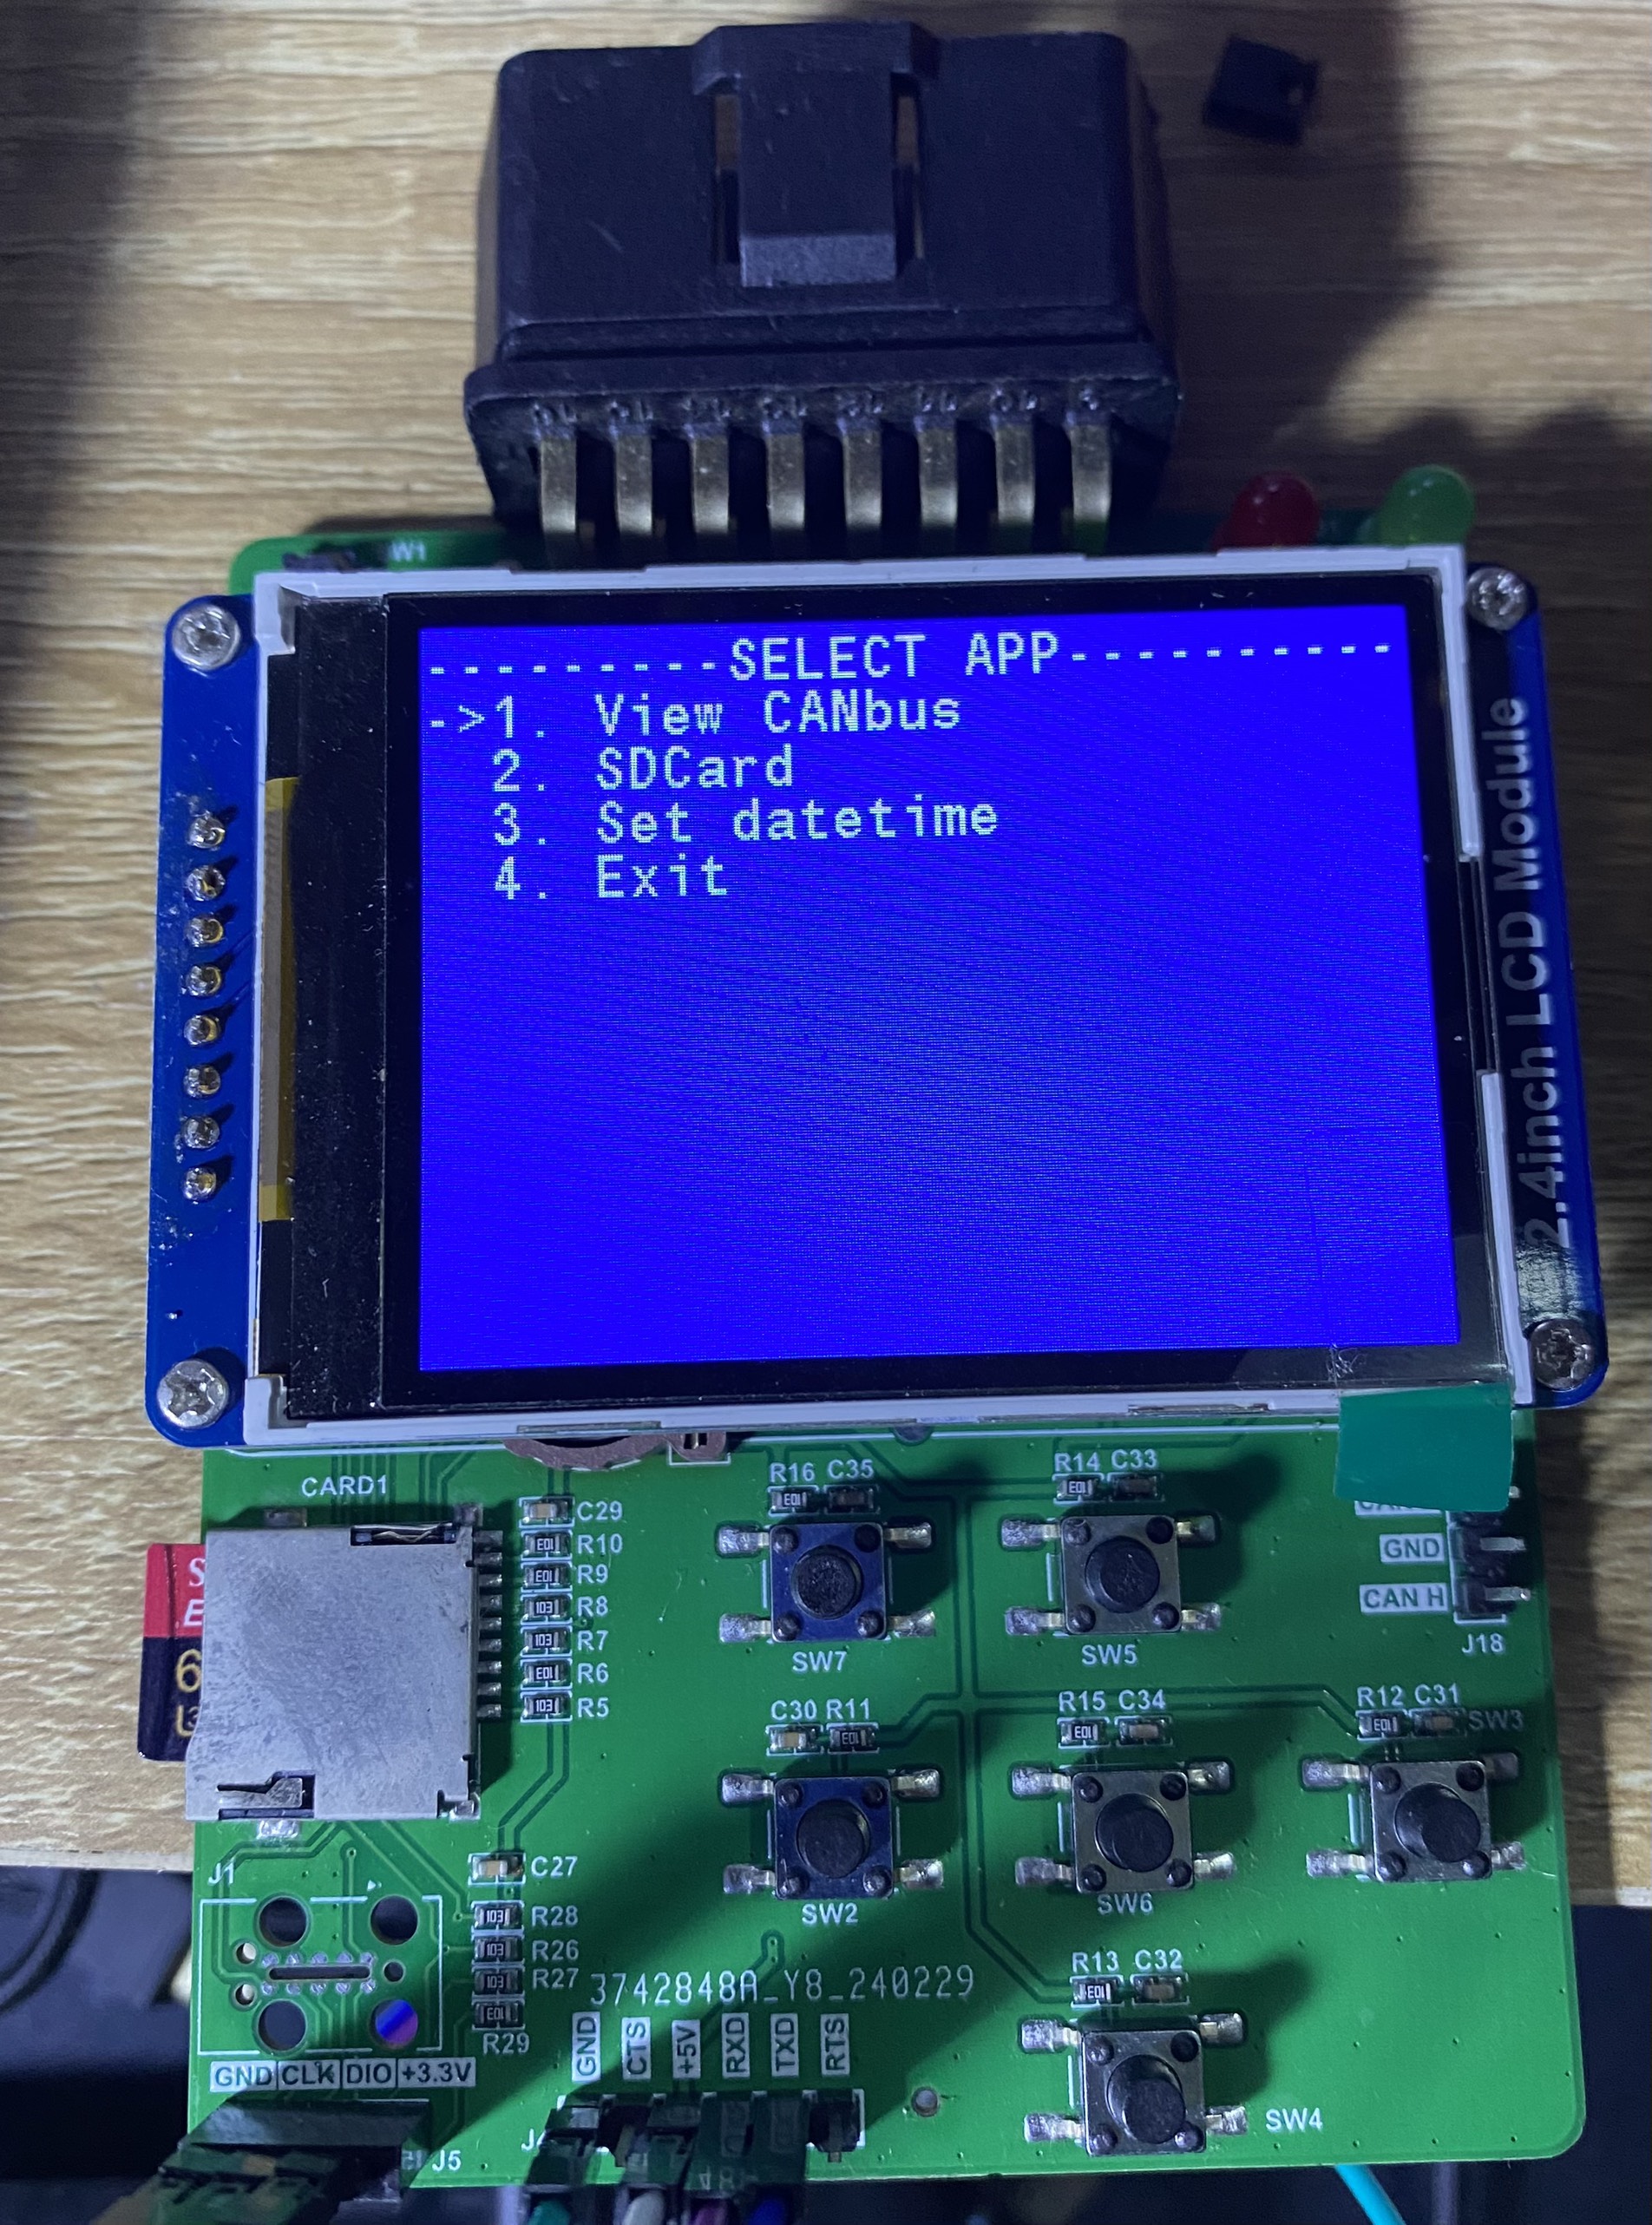 W1
---------SELECT APP----------
->1. View CANbus
2. SDCard
3. Set datetime
4. Exit
2.4inch LCD Module
CARD1
C29
R10
R9
R8
R7
R6
R5
R16 C35
SW7
R14 C33
SW5
GND
CAN H
J18
C30 R11
SW2
R15 C34
SW6
R12 C31
SW3
J1
C27
R28
R26
R27
R29
3742848A_Y8_240229
GND CLK DIO +3.3V
GND
CTS
+5V
RXD
TXD
RTS
R13 C32
SW4
J5